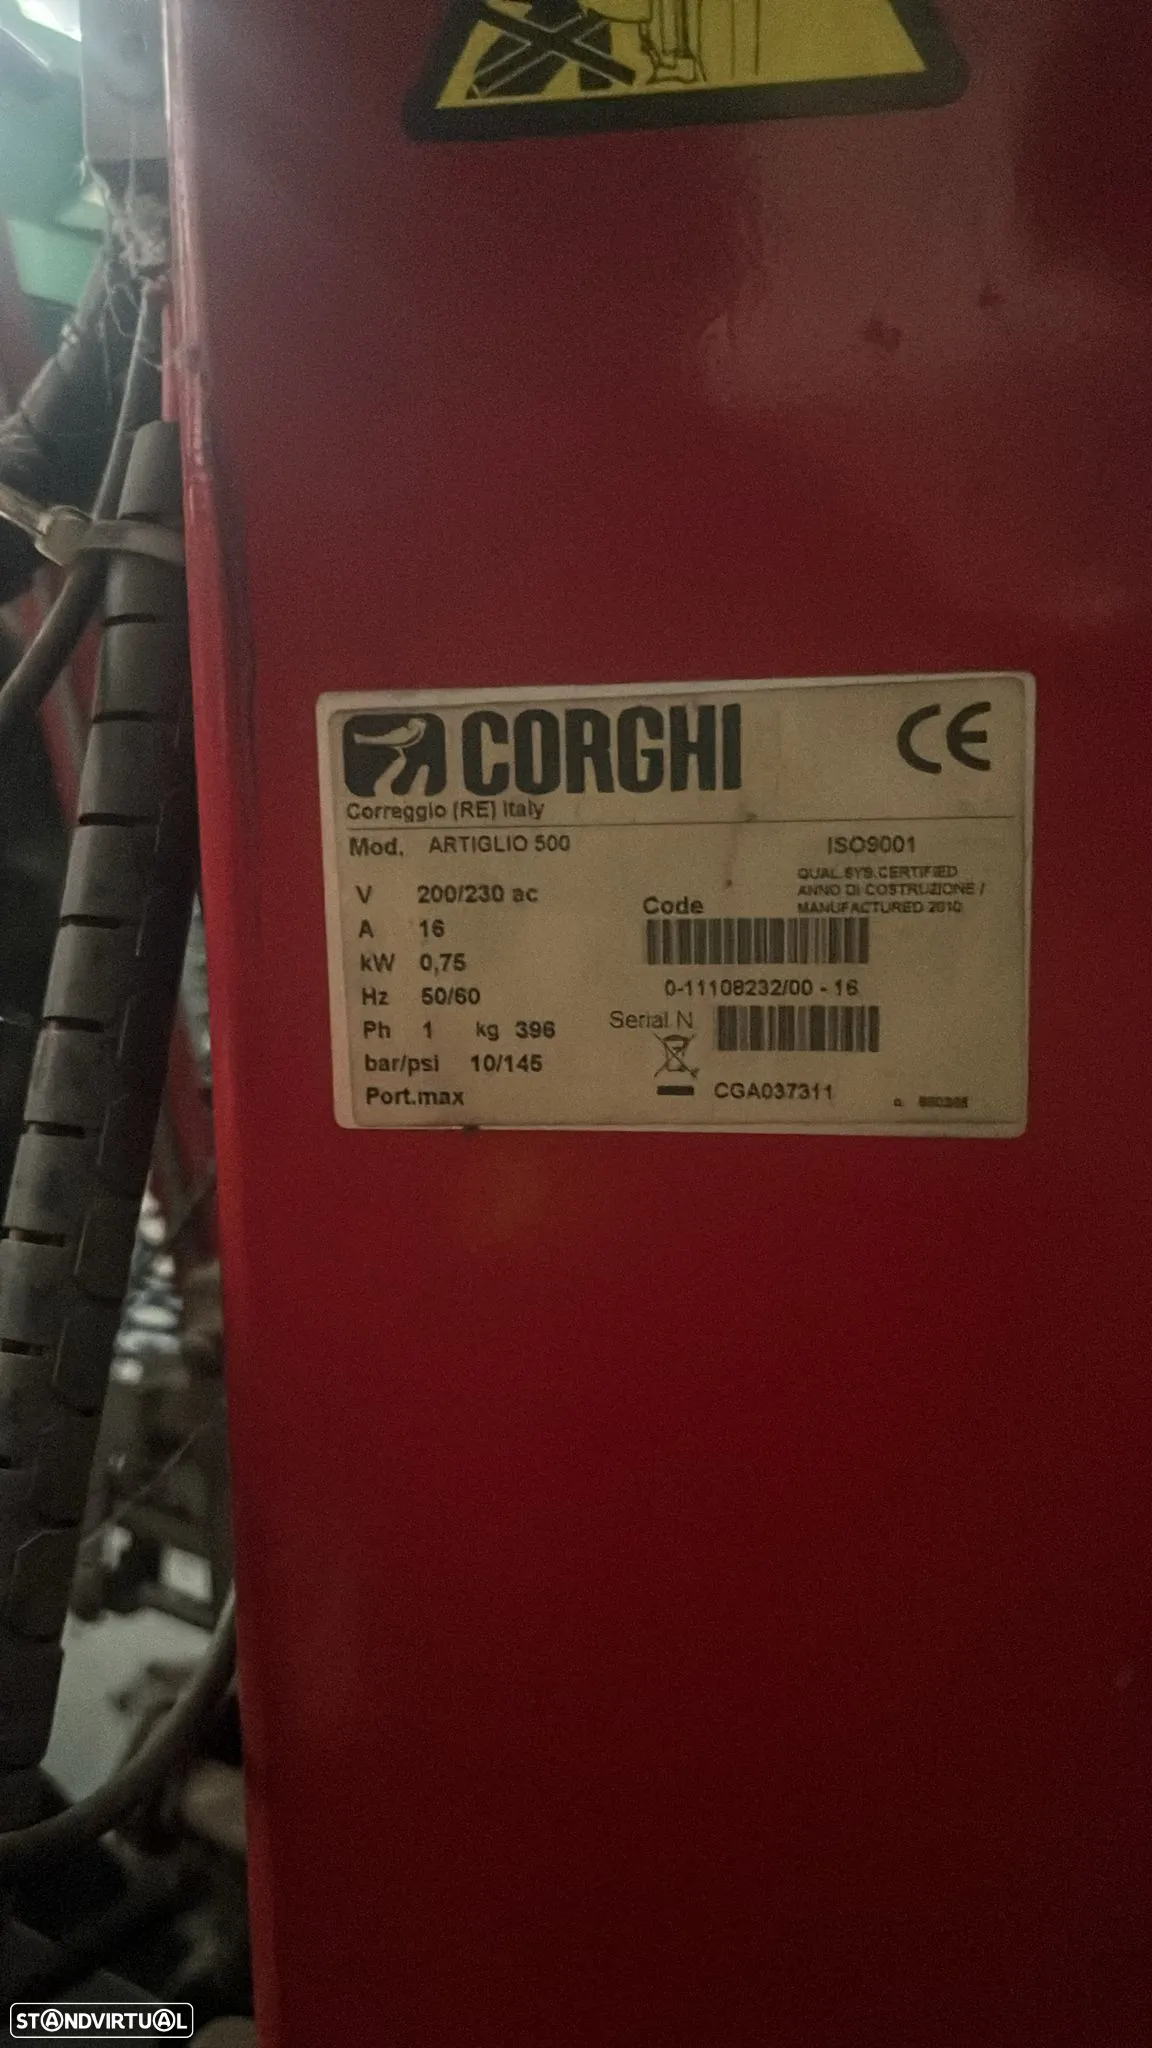 CORGHI
CE
Correggio (RE) Italy
Mod. ARTIGLIO 500
ISO9001
QUAL.SYS.CERTIFIED
ANNO DI COSTRUZIONE /
MANUFACTURED 2010
V 200/230 ac
A 16
kW 0,75
Hz 50/60
Ph 1 kg 396
bar/psi 10/145
Port.max
Code
0-11108232/00 - 16
Serial N
CGA037311
STANDVIRTUAL